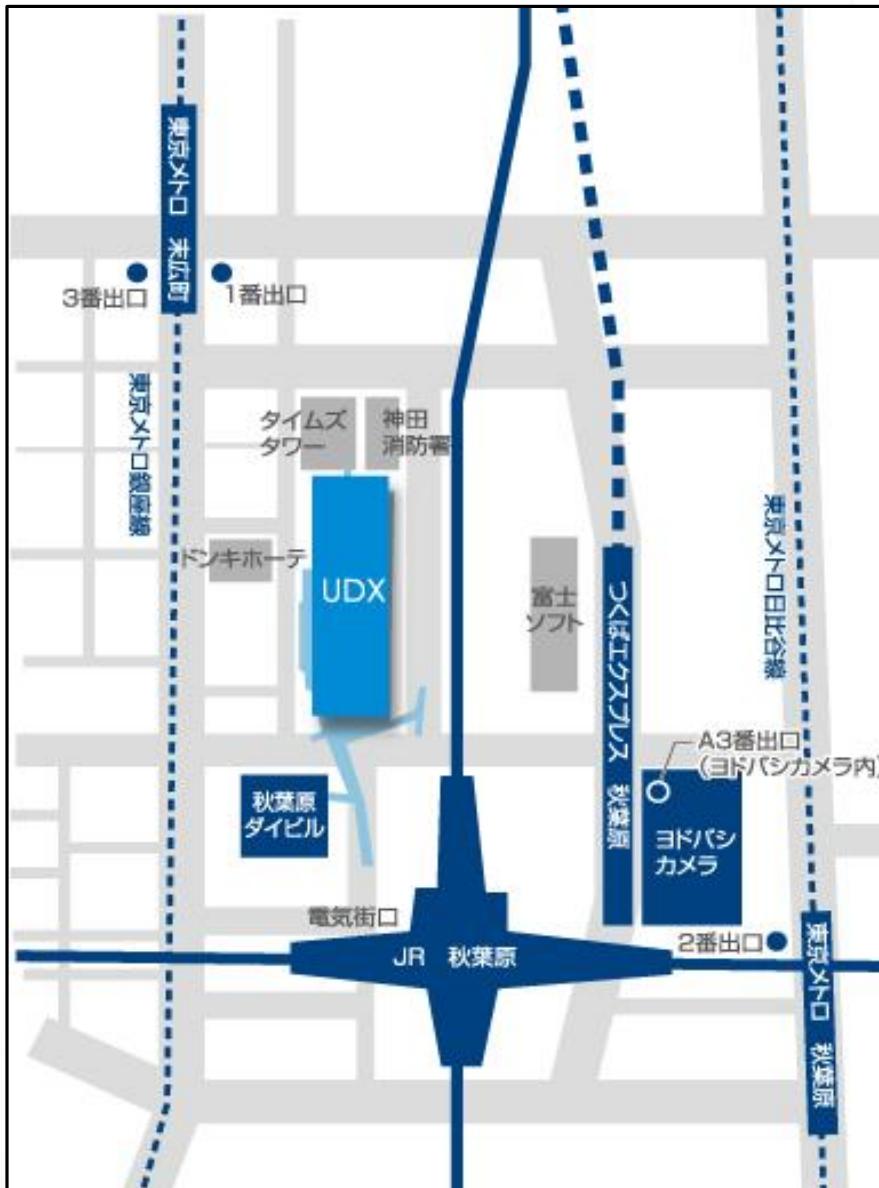 東京メトロ 末広町
3番出口
1番出口
東京メトロ銀座線
タイムズ
タワー
神田
消防署
ドンキホーテ
UDX
富士
ソフト
つくばエクスプレス 秋葉原
東京メトロ日比谷線
A3番出口
(ヨドバシカメラ内)
秋葉原
ダイビル
ヨドバシ
カメラ
電気街口
JR 秋葉原
2番出口
東京メトロ 秋葉原